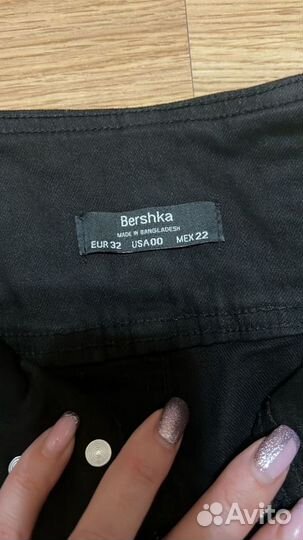 Bershka
MADE IN BANGLADESH
EUR 32 USA 00 MEX 22
Avito